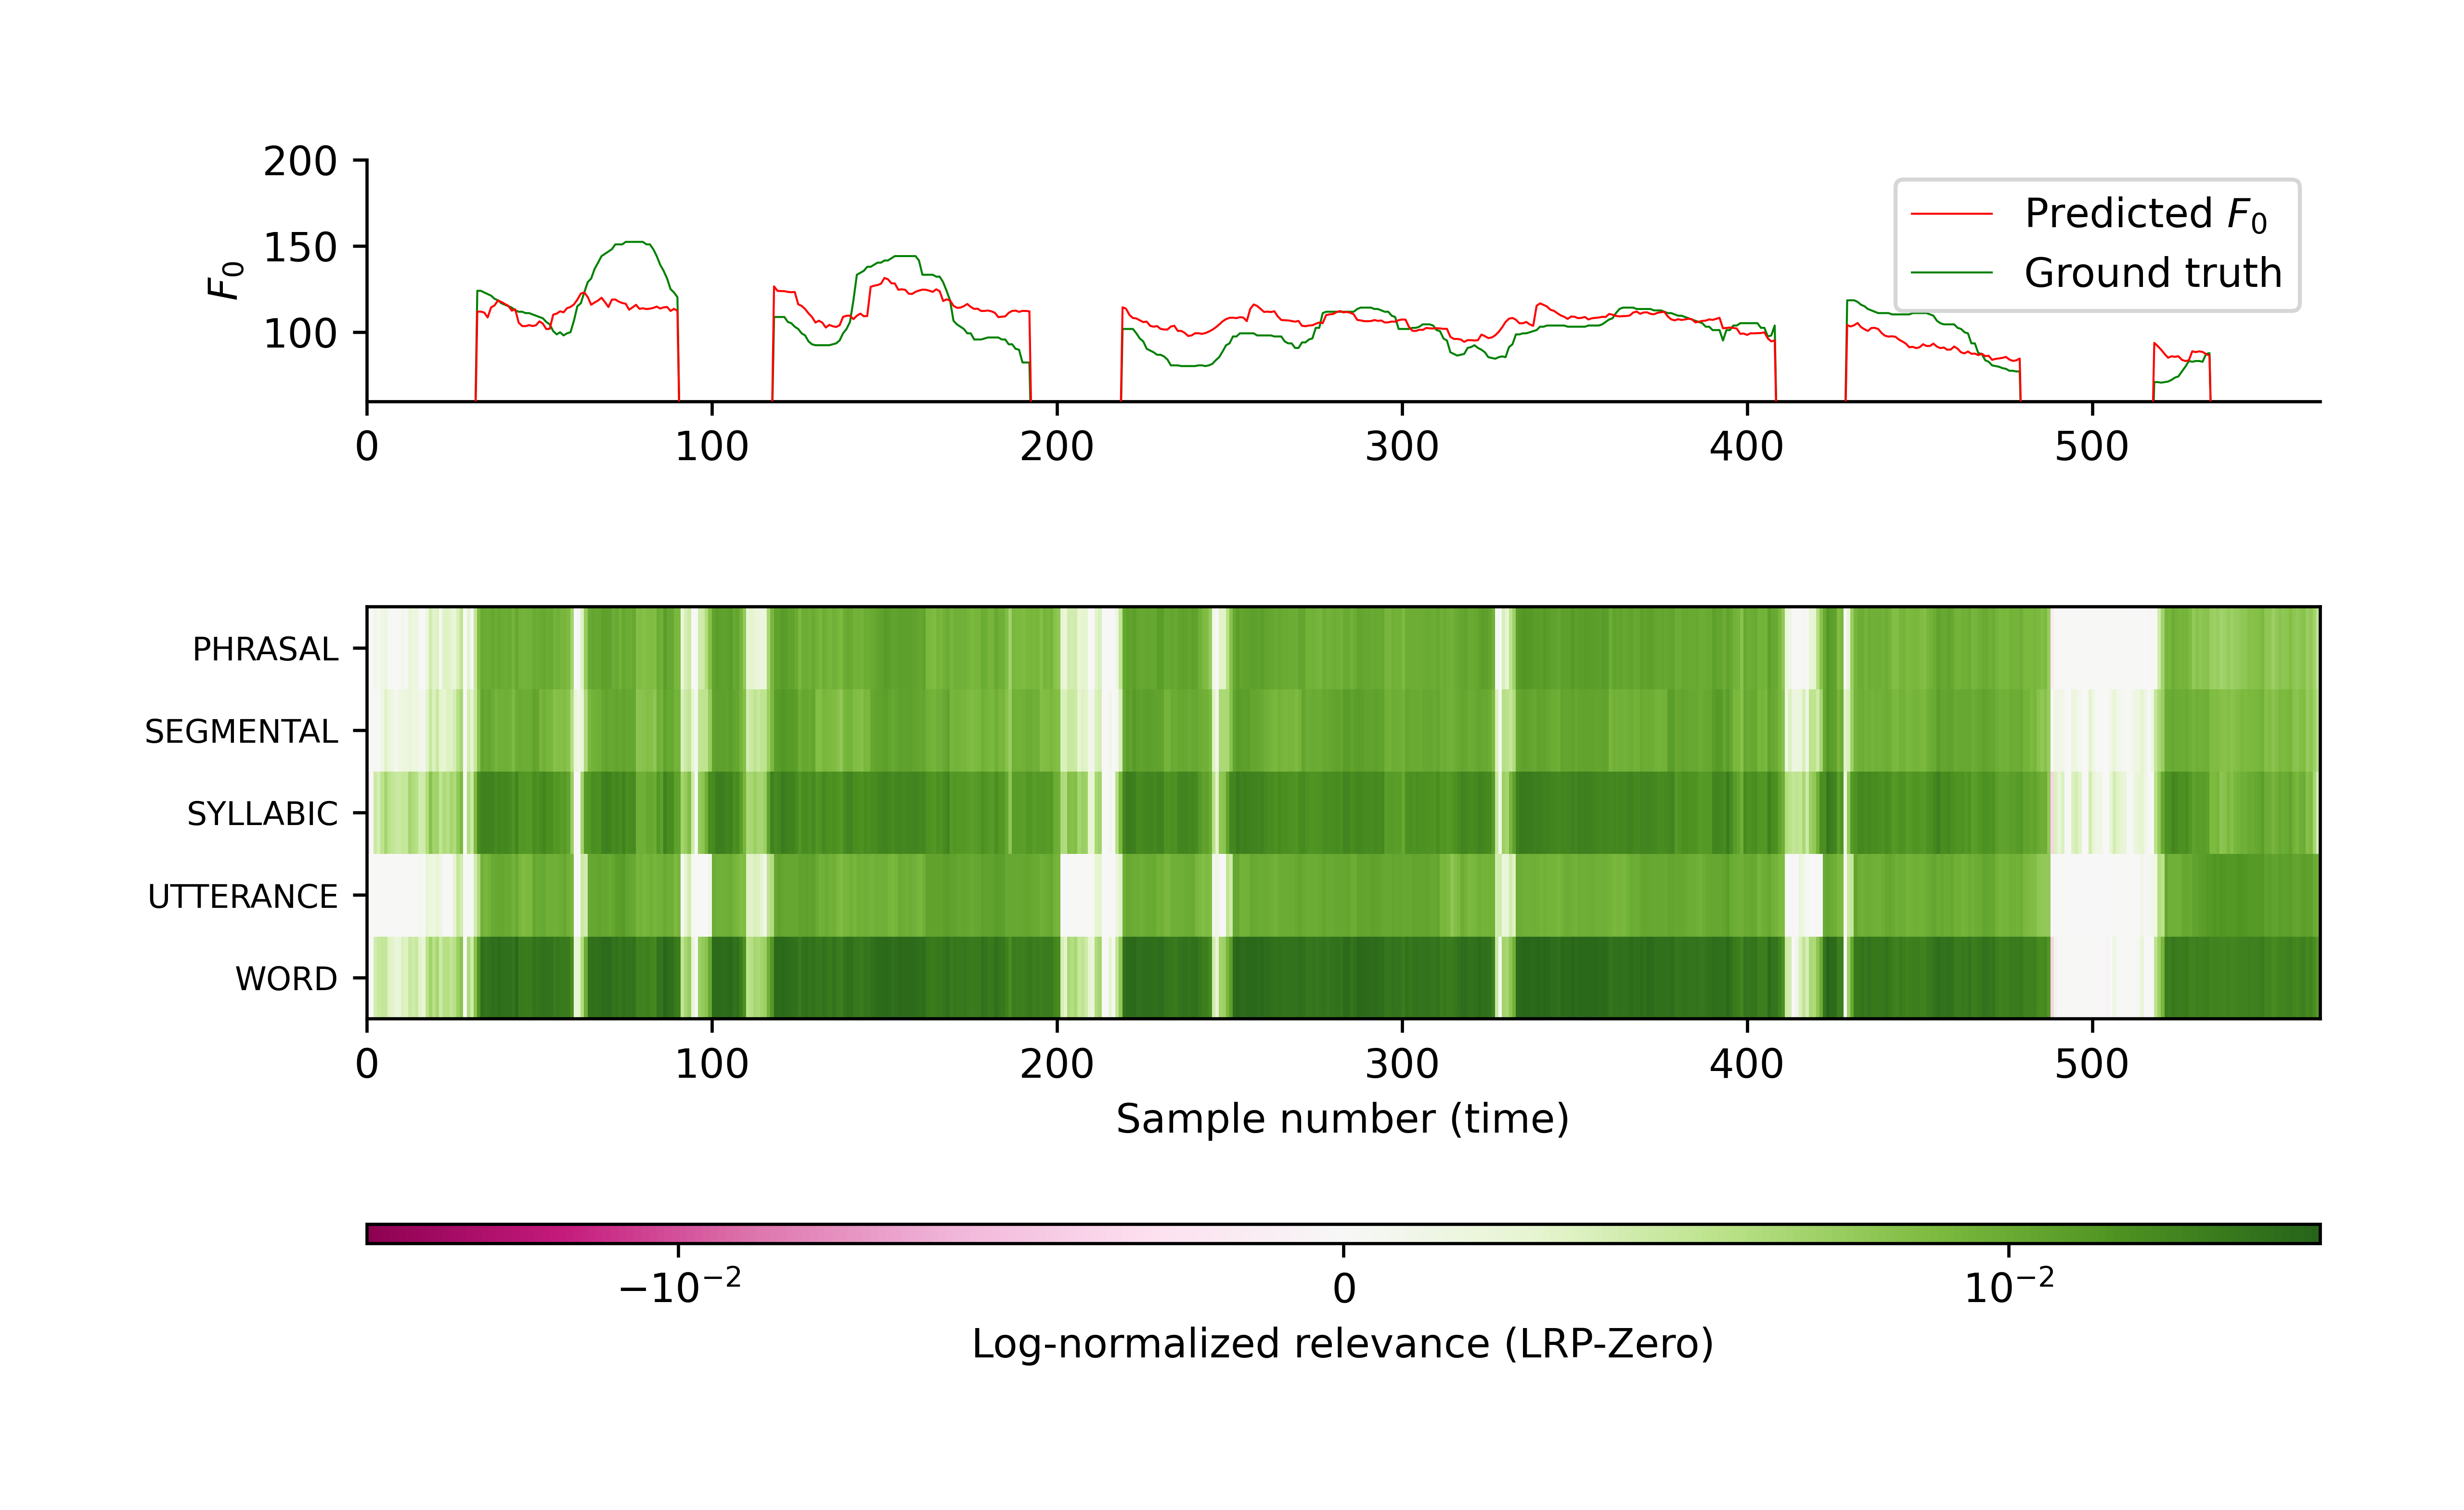 200
150
100
F0
Predicted F0
Ground truth
0 100 200 300 400 500
PHRASAL
SEGMENTAL
SYLLABIC
UTTERANCE
WORD
0 100 200 300 400 500
Sample number (time)
−10⁻² 0 10⁻²
Log-normalized relevance (LRP-Zero)